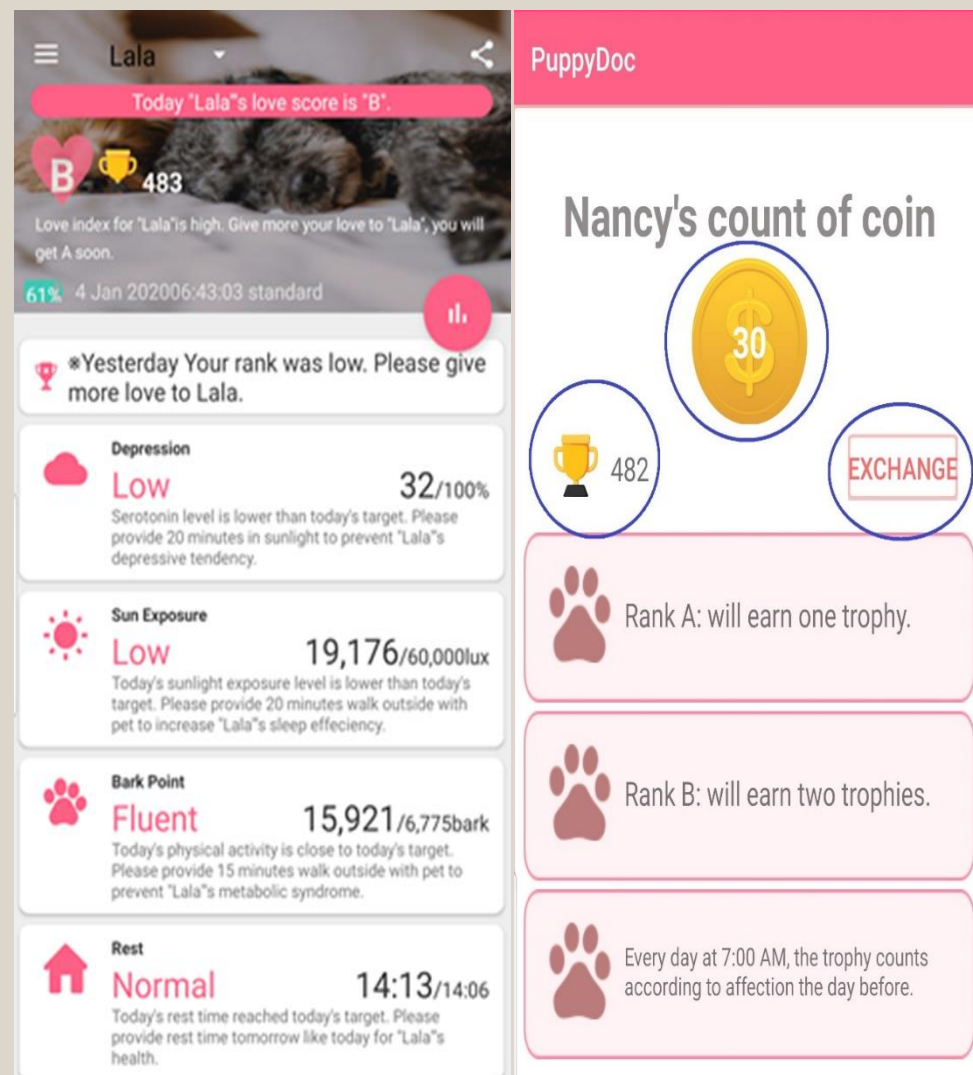 Lala
Today "Lala"'s love score is "B".
B
483
Love index for "Lala"is high. Give more your love to "Lala", you will
get A soon.
61% 4 Jan 202006:43:03 standard
※Yesterday Your rank was low. Please give
more love to Lala.
Depression
Low 32/100%
Serotonin level is lower than today's target. Please
provide 20 minutes in sunlight to prevent "Lala"'s
depressive tendency.
Sun Exposure
Low 19,176/60,000lux
Today's sunlight exposure level is lower than today's
target. Please provide 20 minutes walk outside with
pet to increase "Lala"'s sleep effeciency.
Bark Point
Fluent 15,921/6,775bark
Today's physical activity is close to today's target.
Please provide 15 minutes walk outside with pet to
prevent "Lala"'s metabolic syndrome.
Rest
Normal 14:13/14:06
Today's rest time reached today's target. Please
provide rest time tomorrow like today for "Lala"'s
health.
PuppyDoc
Nancy's count of coin
30
482
EXCHANGE
Rank A: will earn one trophy.
Rank B: will earn two trophies.
Every day at 7:00 AM, the trophy counts
according to affection the day before.